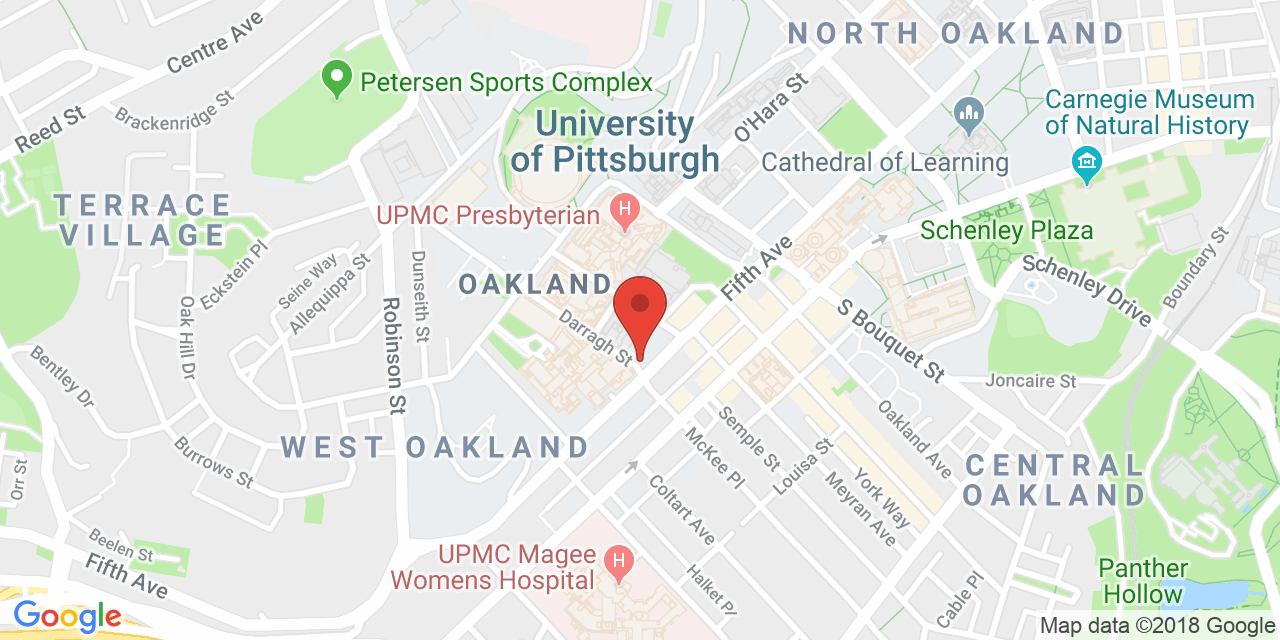 NORTH OAKLAND
Centre Ave
Petersen Sports Complex
Brackenridge St
Reed St
O'Hara St
Carnegie Museum
of Natural History
University
of Pittsburgh
Cathedral of Learning
TERRACE
VILLAGE
UPMC Presbyterian
Schenley Plaza
Eckstein Pl
Seine Way
Allequippa St
Dunseith St
OAKLAND
Fifth Ave
Schenley Drive
Boundary St
Oak Hill Dr
Robinson St
Darragh St
S Bouquet St
Bentley Dr
Joncaire St
Burrows St
WEST OAKLAND
Semple St
McKee Pl
Louisa St
Oakland Ave
CENTRAL
OAKLAND
Orr St
Coltart Ave
Meyran Ave
York Way
Beelen St
Fifth Ave
UPMC Magee
Womens Hospital
Halket Pl
Cable Pl
Panther
Hollow
Google
Map data ©2018 Google